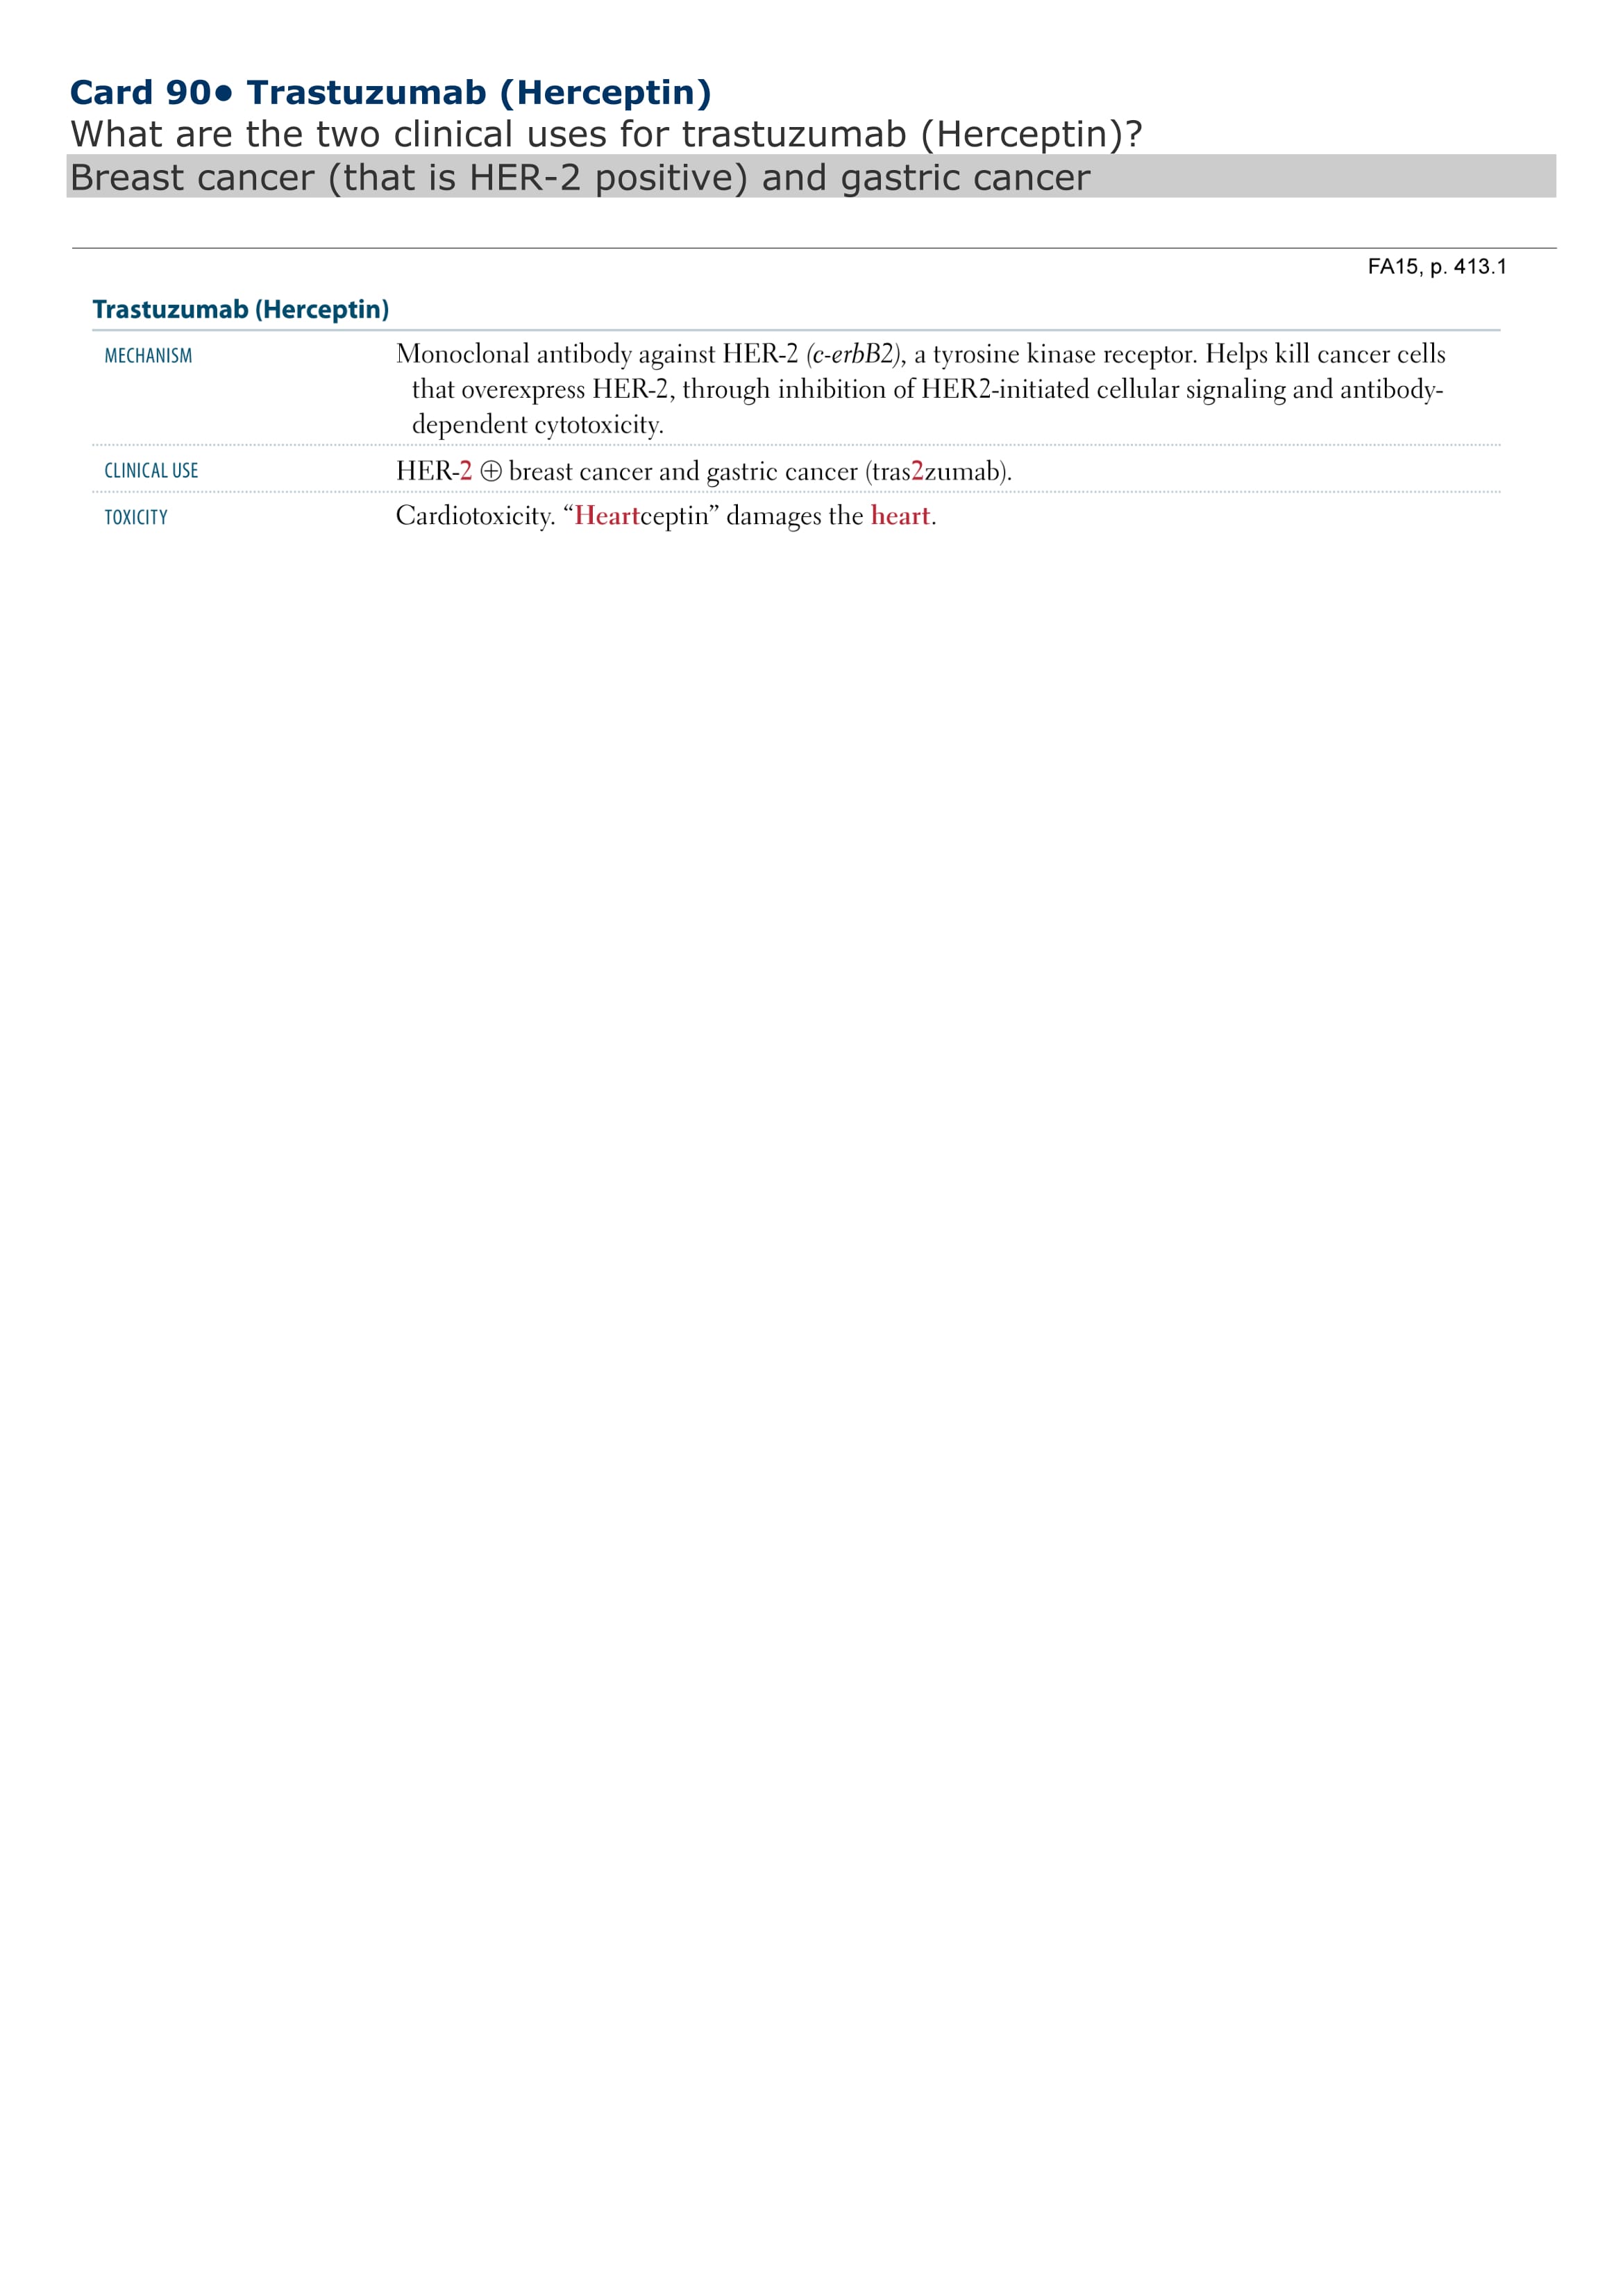 Card 90● Trastuzumab (Herceptin)
What are the two clinical uses for trastuzumab (Herceptin)?
Breast cancer (that is HER-2 positive) and gastric cancer
FA15, p. 413.1
Trastuzumab (Herceptin)
MECHANISM Monoclonal antibody against HER-2 (c-erbB2), a tyrosine kinase receptor. Helps kill cancer cells
that overexpress HER-2, through inhibition of HER2-initiated cellular signaling and antibody-
dependent cytotoxicity.
CLINICAL USE HER-2 ⊕ breast cancer and gastric cancer (tras2zumab).
TOXICITY Cardiotoxicity. “Heartceptin” damages the heart.